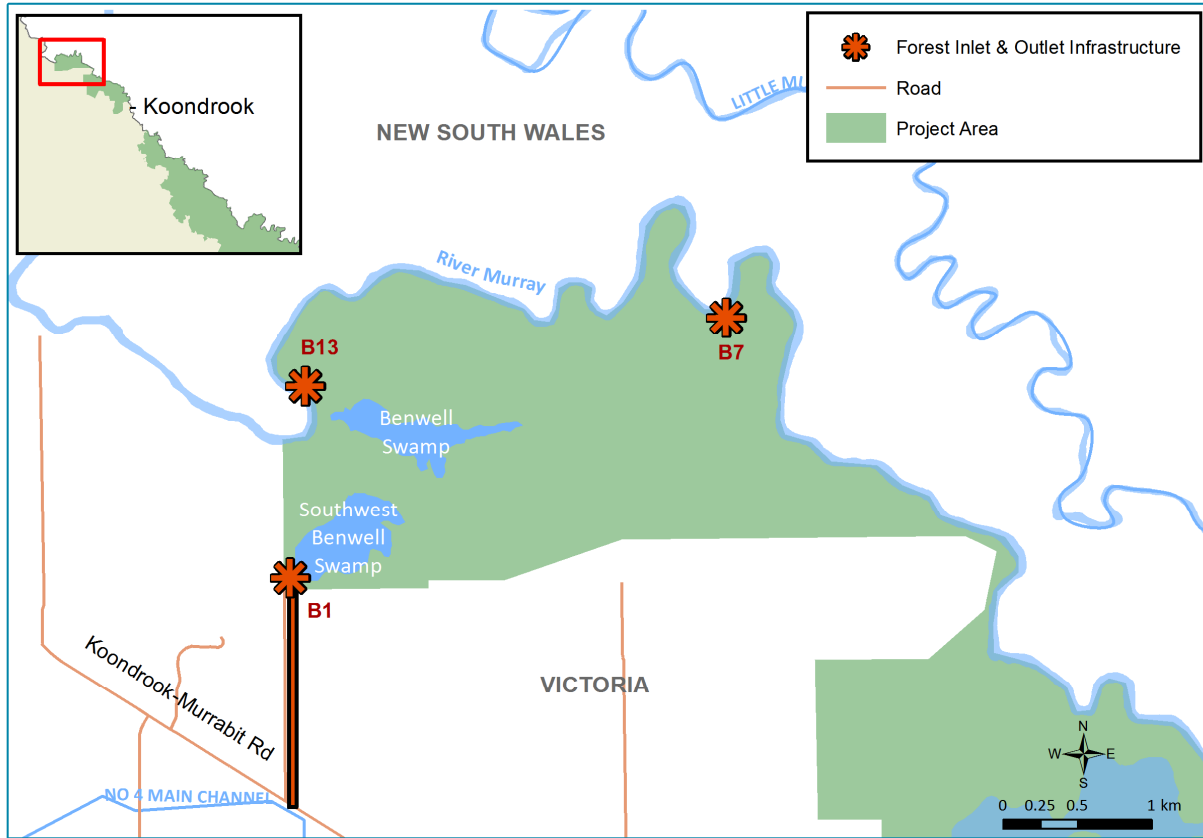 - Koondrook
Forest Inlet & Outlet Infrastructure
Road
Project Area
LITTLE
NEW SOUTH WALES
River Murray
B13
B7
Benwell
Swamp
Southwest
Benwell
Swamp
B1
Koondrook-Murrabit Rd
VICTORIA
NO 4 MAIN CHANNEL
N
W
E
S
0 0.25 0.5 1 km